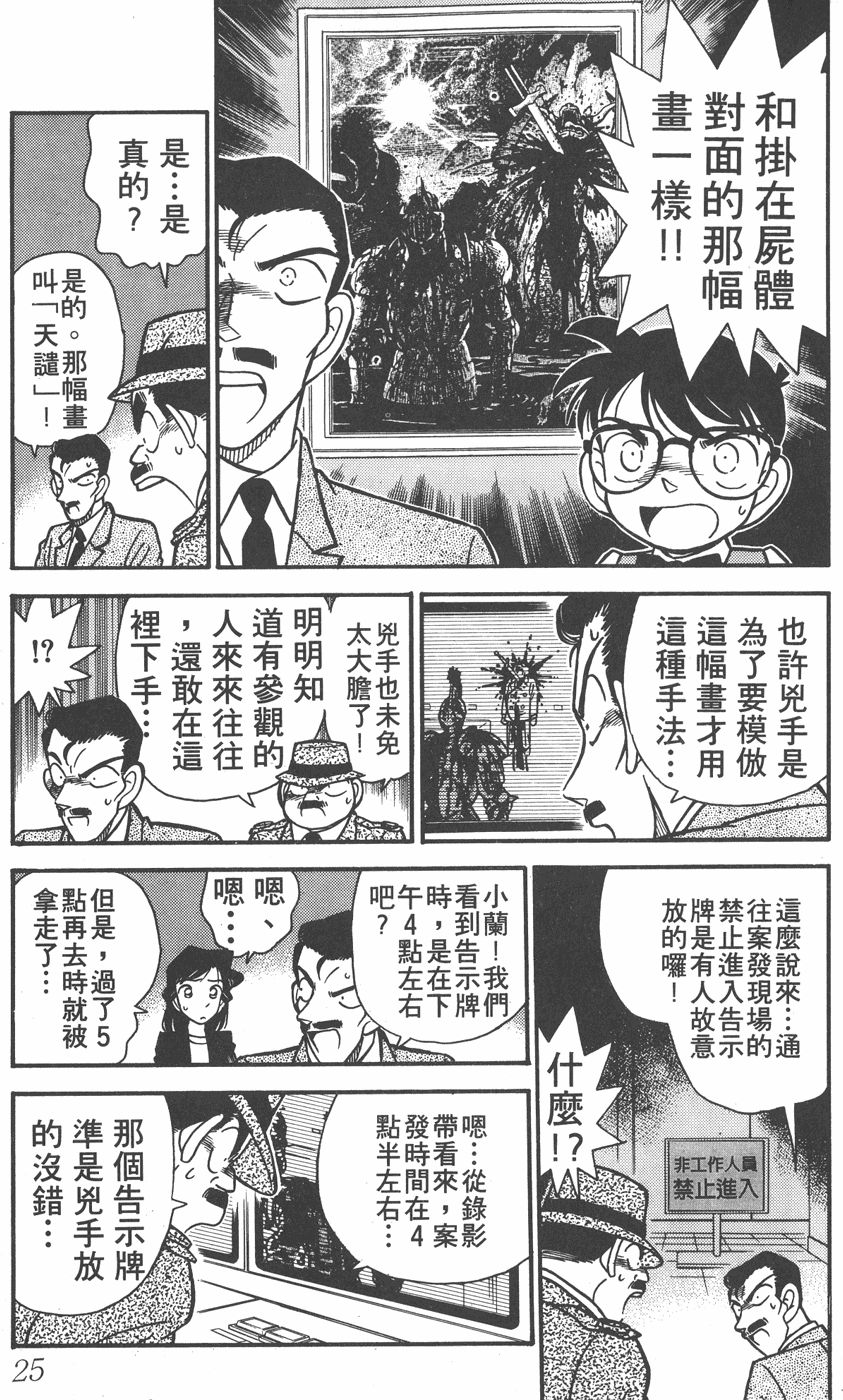 和掛在屍體
對面的那幅
畫一樣!!
是…是
真的?
是的。那幅畫
叫「天譴」!
也許兇手是
為了要模倣
這幅畫才用
這種手法…
兇手也未免
太大膽了!
明明知
道有參觀的
人來來往往
,還敢在這
裡下手…
!?
這麼說來…通
往案發現場的
禁止進入告示
牌是有人故意
放的囉!
什麼!?
非工作人員
禁止進入
小蘭!我們
看到告示牌
時,是在下
午4點左右
吧?
嗯、
嗯…
但是,過了5
點再去時就被
拿走了…
嗯…從錄影
帶看來,案
發時間在4
點半左右…
那個告示牌
準是兇手放
的沒錯…
25